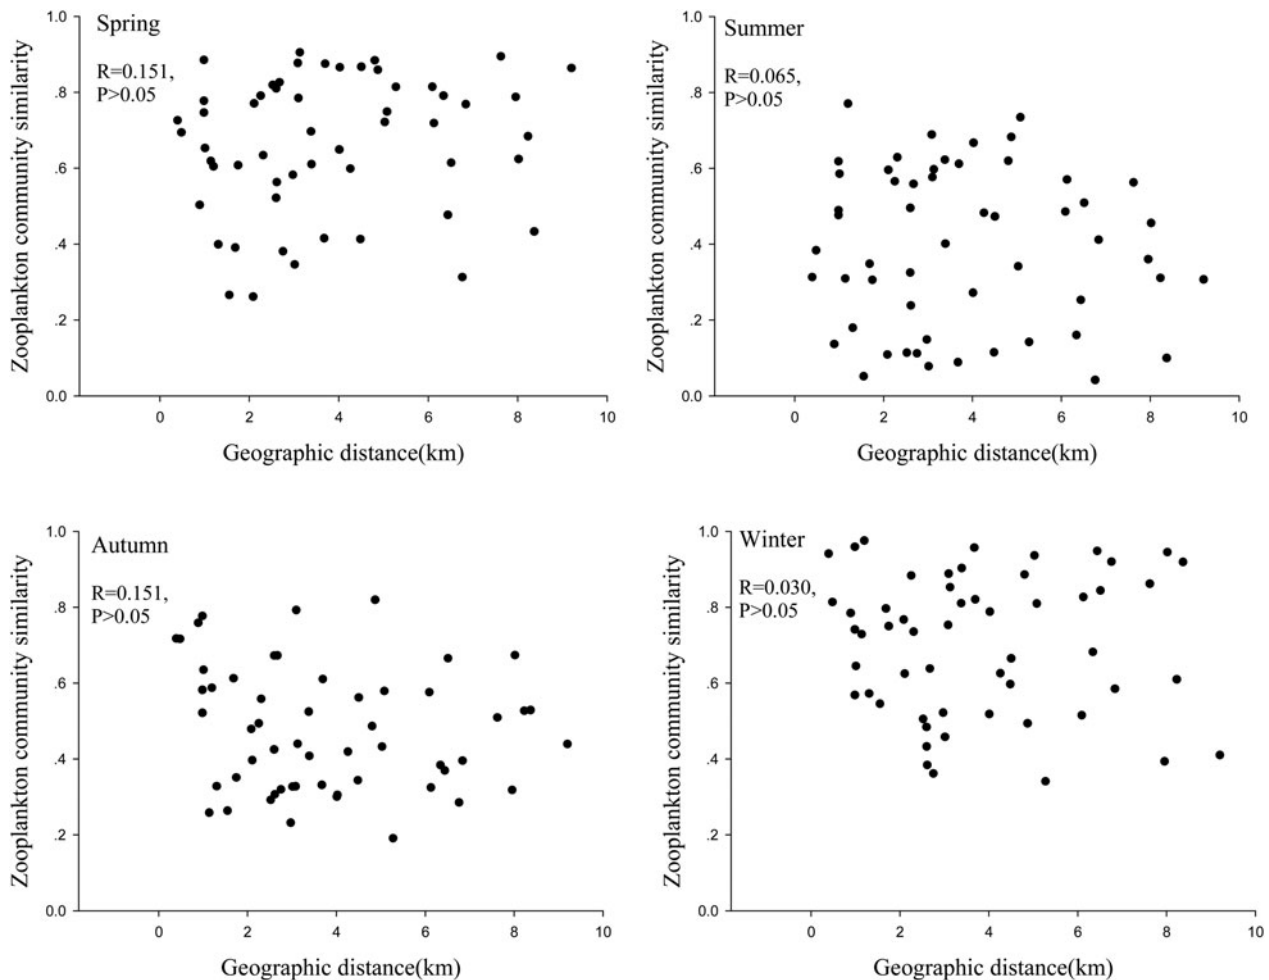 Spring
R=0.151,
P>0.05
1.0
.8
.6
.4
.2
0.0
Zooplankton community similarity
0 2 4 6 8 10
Geographic distance(km)
Summer
R=0.065,
P>0.05
1.0
.8
.6
.4
.2
0.0
Zooplankton community similarity
0 2 4 6 8 10
Geographic distance(km)
Autumn
R=0.151,
P>0.05
1.0
.8
.6
.4
.2
0.0
Zooplankton community similarity
0 2 4 6 8 10
Geographic distance(km)
Winter
R=0.030,
P>0.05
1.0
.8
.6
.4
.2
0.0
Zooplankton community similarity
0 2 4 6 8 10
Geographic distance(km)